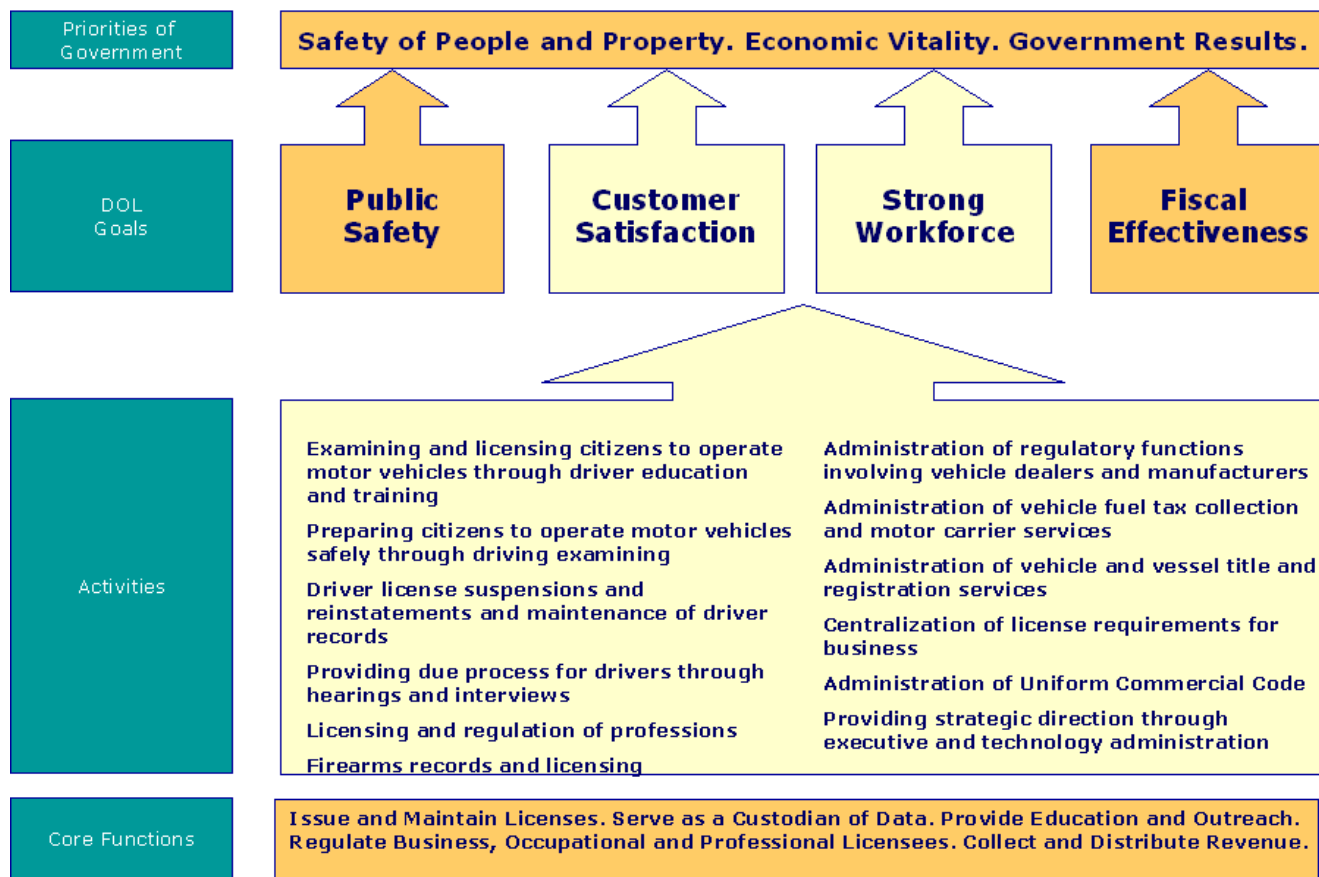 Priorities of
Government
Safety of People and Property. Economic Vitality. Government Results.
DOL
Goals
Public
Safety
Customer
Satisfaction
Strong
Workforce
Fiscal
Effectiveness
Activities
Examining and licensing citizens to operate
motor vehicles through driver education
and training
Preparing citizens to operate motor vehicles
safely through driving examining
Driver license suspensions and
reinstatements and maintenance of driver
records
Providing due process for drivers through
hearings and interviews
Licensing and regulation of professions
Firearms records and licensing
Administration of regulatory functions
involving vehicle dealers and manufacturers
Administration of vehicle fuel tax collection
and motor carrier services
Administration of vehicle and vessel title and
registration services
Centralization of license requirements for
business
Administration of Uniform Commercial Code
Providing strategic direction through
executive and technology administration
Core Functions
Issue and Maintain Licenses. Serve as a Custodian of Data. Provide Education and Outreach.
Regulate Business, Occupational and Professional Licensees. Collect and Distribute Revenue.